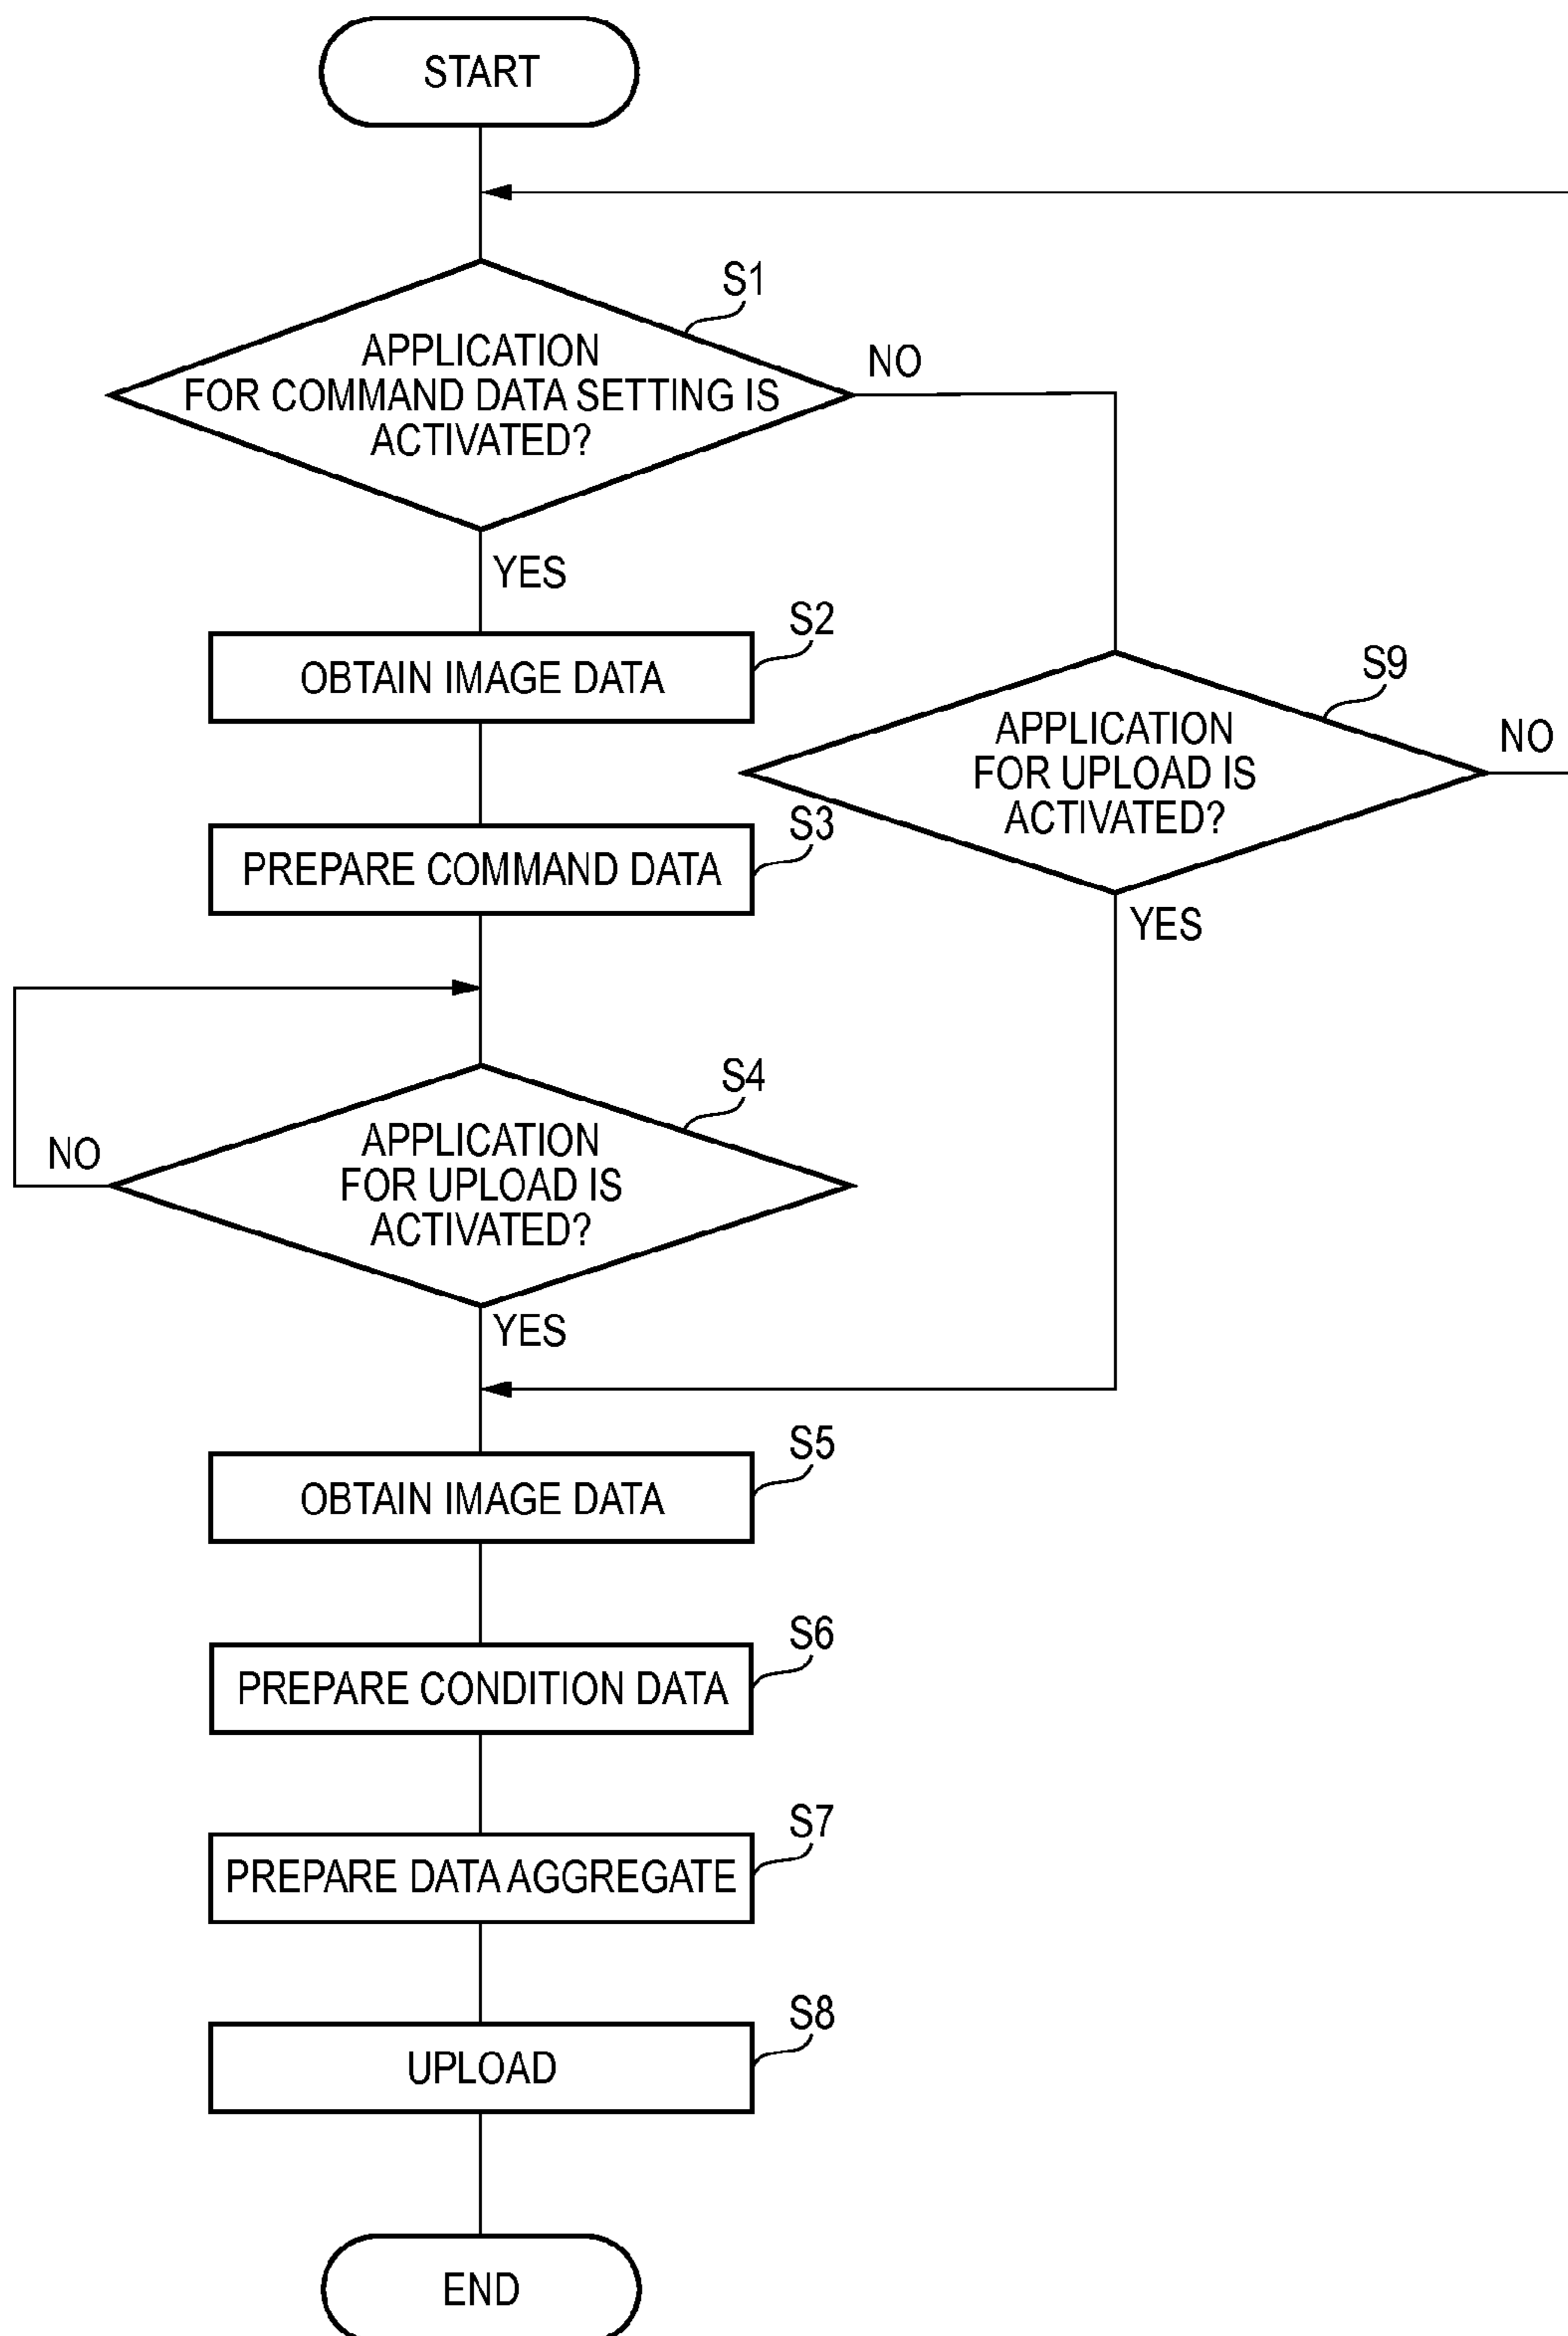 START
S1
APPLICATION
FOR COMMAND DATA SETTING IS
ACTIVATED?
NO
YES
S2
OBTAIN IMAGE DATA
S9
APPLICATION
FOR UPLOAD IS
ACTIVATED?
NO
YES
S3
PREPARE COMMAND DATA
S4
APPLICATION
FOR UPLOAD IS
ACTIVATED?
NO
YES
S5
OBTAIN IMAGE DATA
S6
PREPARE CONDITION DATA
S7
PREPARE DATA AGGREGATE
S8
UPLOAD
END